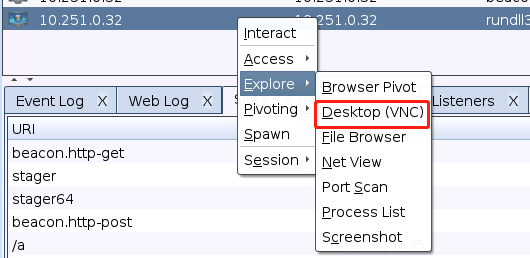 10.251.0.32 10.251.0.32
10.251.0.32 10.251.0.32 rundll3
Interact
Access
Explore
Pivoting
Spawn
Session
Browser Pivot
Desktop (VNC)
File Browser
Net View
Port Scan
Process List
Screenshot
Event Log X Web Log X Listeners X
URI
beacon.http-get
stager
stager64
beacon.http-post
/a